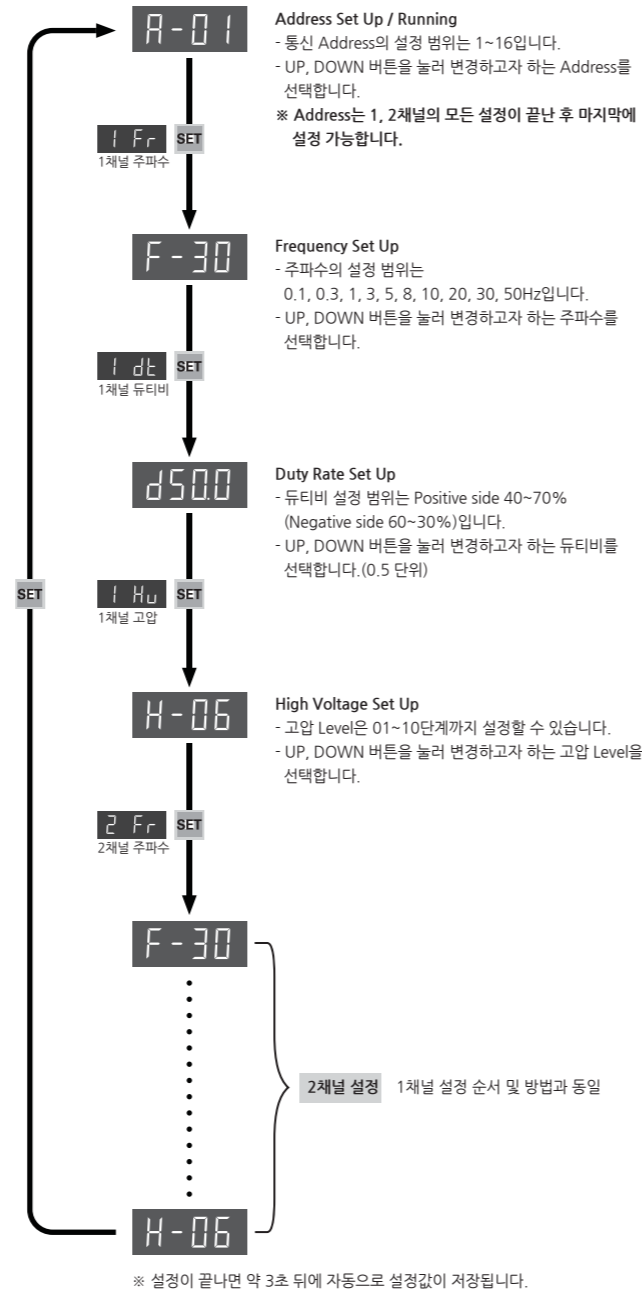 A-01
Address Set Up / Running
- 통신 Address의 설정 범위는 1~16입니다.
- UP, DOWN 버튼을 눌러 변경하고자 하는 Address를
선택합니다.
※ Address는 1, 2채널의 모든 설정이 끝난 후 마지막에
설정 가능합니다.
1 Fr SET
1채널 주파수
F-30
Frequency Set Up
- 주파수의 설정 범위는
0.1, 0.3, 1, 3, 5, 8, 10, 20, 30, 50Hz입니다.
- UP, DOWN 버튼을 눌러 변경하고자 하는 주파수를
선택합니다.
1 dt SET
1채널 듀티비
d50.0
Duty Rate Set Up
- 듀티비 설정 범위는 Positive side 40~70%
(Negative side 60~30%)입니다.
- UP, DOWN 버튼을 눌러 변경하고자 하는 듀티비를
선택합니다.(0.5 단위)
SET
1 Hu SET
1채널 고압
H-06
High Voltage Set Up
- 고압 Level은 01~10단계까지 설정할 수 있습니다.
- UP, DOWN 버튼을 눌러 변경하고자 하는 고압 Level을
선택합니다.
2 Fr SET
2채널 주파수
F-30
2채널 설정 1채널 설정 순서 및 방법과 동일
H-06
※ 설정이 끝나면 약 3초 뒤에 자동으로 설정값이 저장됩니다.